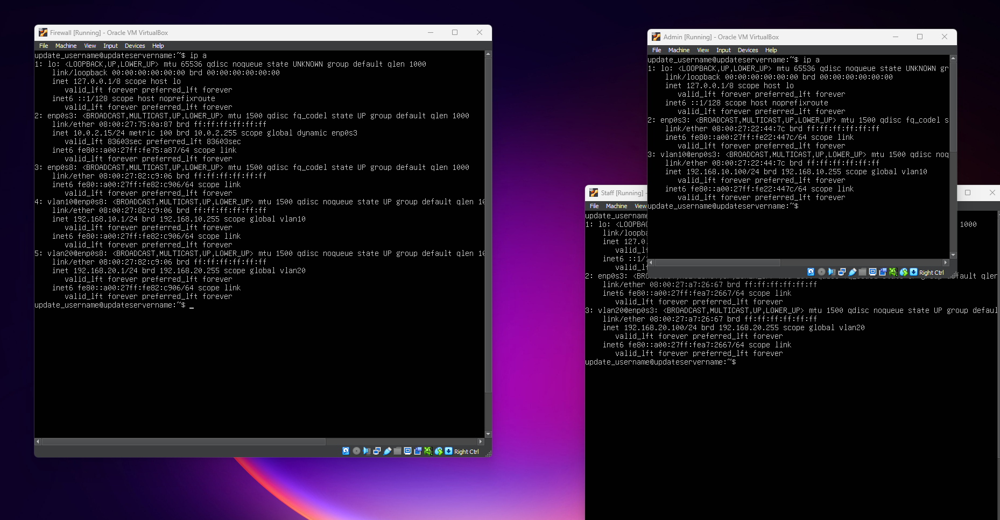 Firewall [Running] - Oracle VM VirtualBox
File Machine View Input Devices Help
update_username@updateservername:~$ ip a
1: lo: <LOOPBACK,UP,LOWER_UP> mtu 65536 qdisc noqueue state UNKNOWN group default qlen 1000
link/loopback 00:00:00:00:00:00 brd 00:00:00:00:00:00
inet 127.0.0.1/8 scope host lo
valid_lft forever preferred_lft forever
inet6 ::1/128 scope host noprefixroute
valid_lft forever preferred_lft forever
2: enp0s3: <BROADCAST,MULTICAST,UP,LOWER_UP> mtu 1500 qdisc fq_codel state UP group default qlen 1000
link/ether 08:00:27:75:0a:87 brd ff:ff:ff:ff:ff:ff
inet 10.0.2.15/24 metric 100 brd 10.0.2.255 scope global dynamic enp0s3
valid_lft 83603sec preferred_lft 83603sec
inet6 fe80::a00:27ff:fe75:a87/64 scope link
valid_lft forever preferred_lft forever
3: enp0s8: <BROADCAST,MULTICAST,UP,LOWER_UP> mtu 1500 qdisc fq_codel state UP group default qlen 1000
link/ether 08:00:27:82:c9:06 brd ff:ff:ff:ff:ff:ff
inet6 fe80::a00:27ff:fe82:c906/64 scope link
valid_lft forever preferred_lft forever
4: vlan10@enp0s8: <BROADCAST,MULTICAST,UP,LOWER_UP> mtu 1500 qdisc noqueue state UP group default qlen 10
link/ether 08:00:27:82:c9:06 brd ff:ff:ff:ff:ff:ff
inet 192.168.10.1/24 brd 192.168.10.255 scope global vlan10
valid_lft forever preferred_lft forever
inet6 fe80::a00:27ff:fe82:c906/64 scope link
valid_lft forever preferred_lft forever
5: vlan20@enp0s8: <BROADCAST,MULTICAST,UP,LOWER_UP> mtu 1500 qdisc noqueue state UP group default qlen 10
link/ether 08:00:27:82:c9:06 brd ff:ff:ff:ff:ff:ff
inet 192.168.20.1/24 brd 192.168.20.255 scope global vlan20
valid_lft forever preferred_lft forever
inet6 fe80::a00:27ff:fe82:c906/64 scope link
valid_lft forever preferred_lft forever
update_username@updateservername:~$ _
Right Ctrl
Admin [Running] - Oracle VM VirtualBox
File Machine View Input Devices Help
update_username@updateservername:~$ ip a
1: lo: <LOOPBACK,UP,LOWER_UP> mtu 65536 qdisc noqueue state UNKNOWN gr
link/loopback 00:00:00:00:00:00 brd 00:00:00:00:00:00
inet 127.0.0.1/8 scope host lo
valid_lft forever preferred_lft forever
inet6 ::1/128 scope host noprefixroute
valid_lft forever preferred_lft forever
2: enp0s3: <BROADCAST,MULTICAST,UP,LOWER_UP> mtu 1500 qdisc fq_codel s
link/ether 08:00:27:22:44:7c brd ff:ff:ff:ff:ff:ff
inet6 fe80::a00:27ff:fe22:447c/64 scope link
valid_lft forever preferred_lft forever
3: vlan10@enp0s3: <BROADCAST,MULTICAST,UP,LOWER_UP> mtu 1500 qdisc noq
link/ether 08:00:27:22:44:7c brd ff:ff:ff:ff:ff:ff
inet 192.168.10.100/24 brd 192.168.10.255 scope global vlan10
valid_lft forever preferred_lft forever
inet6 fe80::a00:27ff:fe22:447c/64 scope link
valid_lft forever preferred_lft forever
update_username@updateservername:~$
Right Ctrl
Staff [Running] -
File Machine View
update_usernam
1: lo: <LOOPBA 1000
link/loopba
inet 127.0.
valid_l
inet6 ::1/
valid_l
2: enp0s3: <BR default qlen
link/ether 08:00:27:a7:26:67 brd ff:ff:ff:ff:ff:ff
inet6 fe80::a00:27ff:fea7:2667/64 scope link
valid_lft forever preferred_lft forever
3: vlan20@enp0s3: <BROADCAST,MULTICAST,UP,LOWER_UP> mtu 1500 qdisc noqueue state UP group defaul
link/ether 08:00:27:a7:26:67 brd ff:ff:ff:ff:ff:ff
inet 192.168.20.100/24 brd 192.168.20.255 scope global vlan20
valid_lft forever preferred_lft forever
inet6 fe80::a00:27ff:fea7:2667/64 scope link
valid_lft forever preferred_lft forever
update_username@updateservername:~$